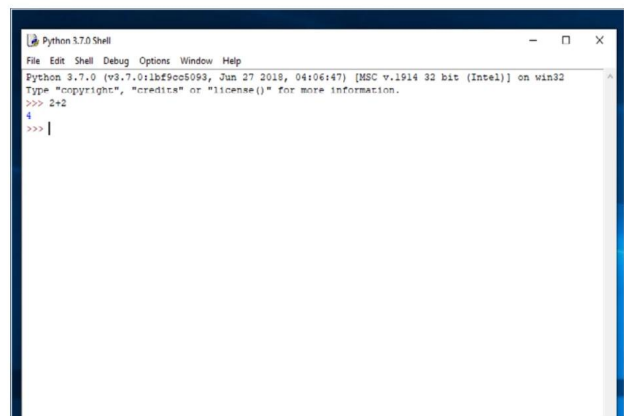 Python 3.7.0 Shell
File Edit Shell Debug Options Window Help
Python 3.7.0 (v3.7.0:1bf9cc5093, Jun 27 2018, 04:06:47) [MSC v.1914 32 bit (Intel)] on win32
Type "copyright", "credits" or "license()" for more information.
>>> 2+2
4
>>>